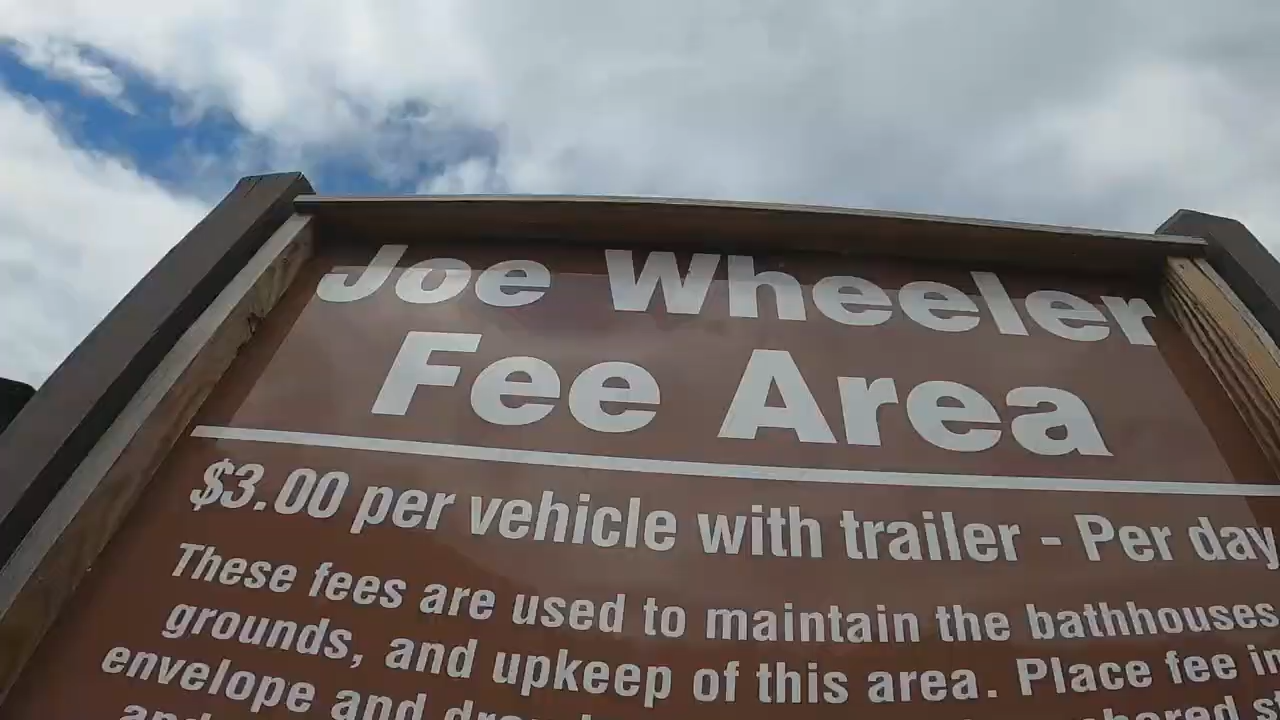 Joe Wheeler
Fee Area
$3.00 per vehicle with trailer - Per day
These fees are used to maintain the bathhouses
grounds, and upkeep of this area. Place fee in
envelope and